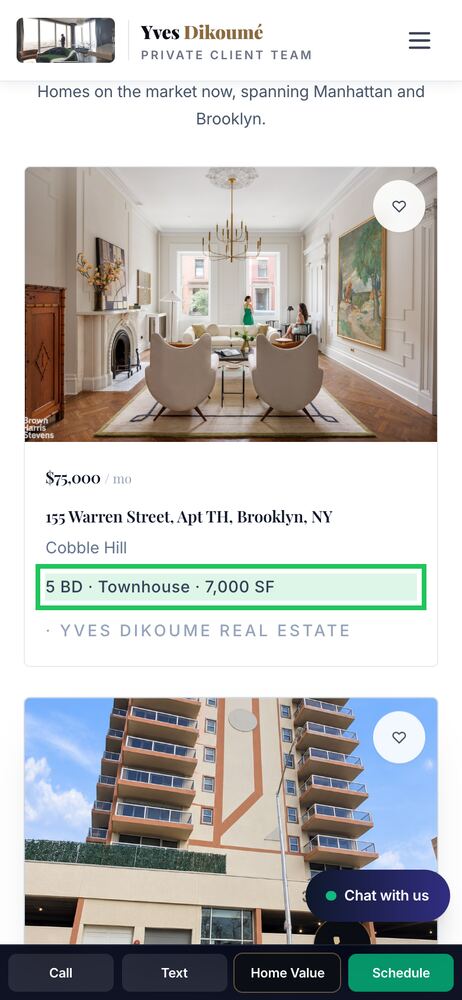 Yves Dikoumé
PRIVATE CLIENT TEAM
Homes on the market now, spanning Manhattan and
Brooklyn.
Brown
Harris
Stevens
$75,000 / mo
155 Warren Street, Apt TH, Brooklyn, NY
Cobble Hill
5 BD · Townhouse · 7,000 SF
· YVES DIKOUME REAL ESTATE
Chat with us
Call
Text
Home Value
Schedule